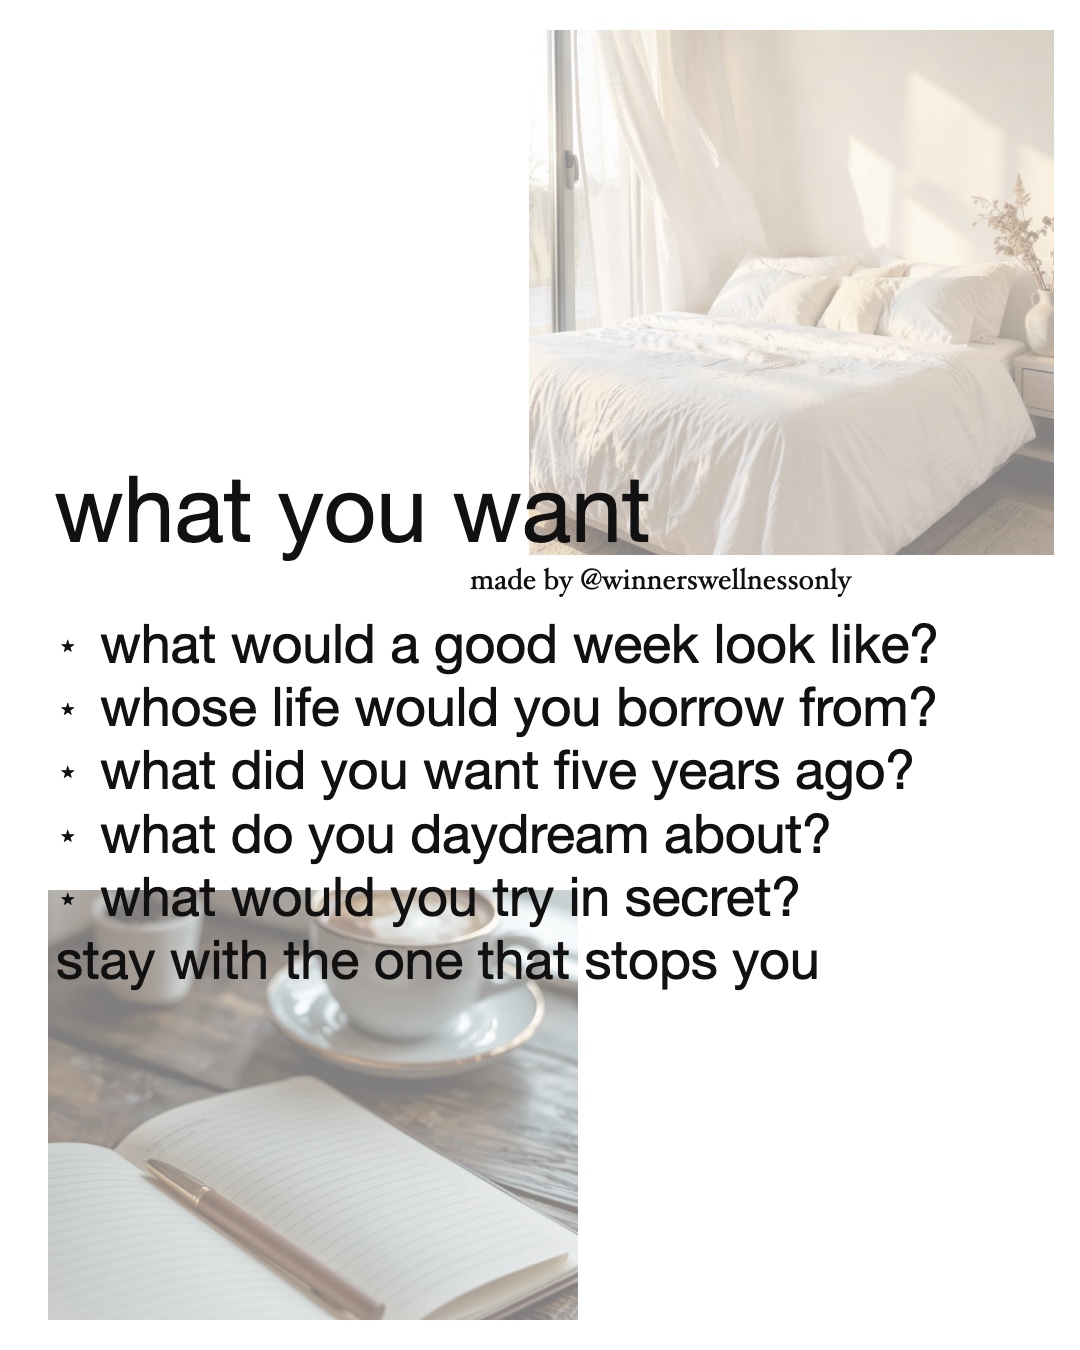 what you want
made by @winnerswellnessonly
★ what would a good week look like?
★ whose life would you borrow from?
★ what did you want five years ago?
★ what do you daydream about?
★ what would you try in secret?
stay with the one that stops you